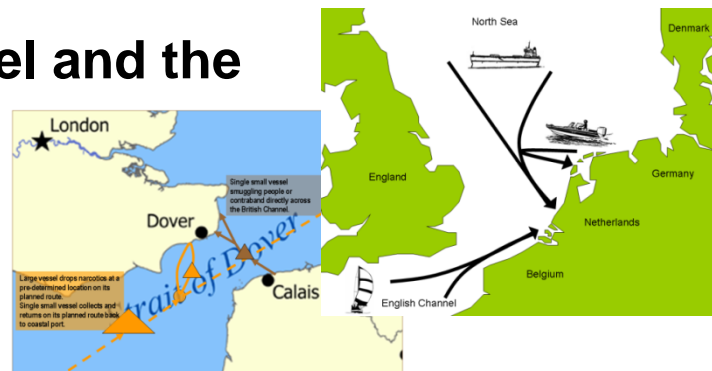 el and the
North Sea
Denmark
England
Germany
Netherlands
Belgium
English Channel
London
Single small vessel
smuggling people or
contraband directly across
the British Channel.
Dover
Large vessel drops narcotics at a
pre-determined location on its
planned route.
Single small vessel collects and
returns on its planned route back
to coastal port.
trait of Dover
Calais